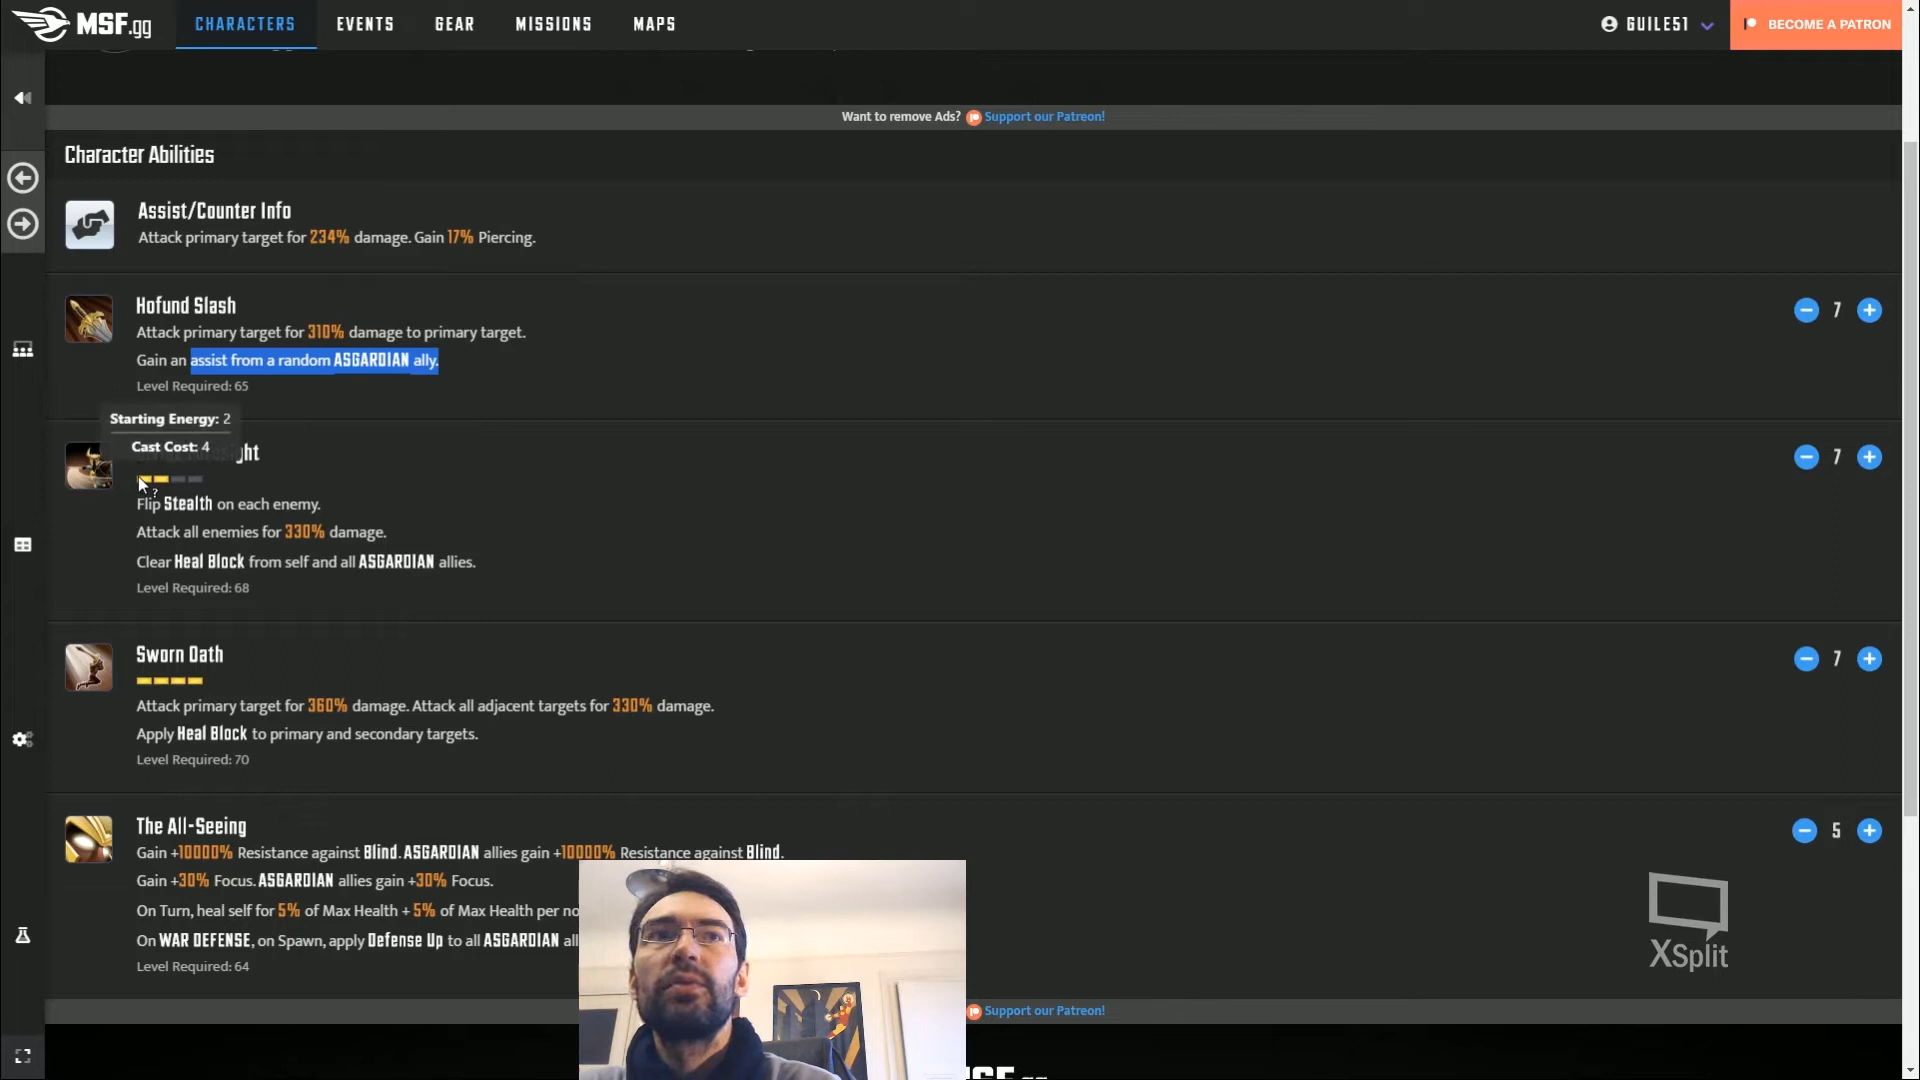 MSF.gg
CHARACTERS
EVENTS
GEAR
MISSIONS
MAPS
GUILE51
BECOME A PATRON
Want to remove Ads? Support our Patreon!
Character Abilities
Assist/Counter Info
Attack primary target for 234% damage. Gain 17% Piercing.
Hofund Slash
7
Attack primary target for 310% damage to primary target.
Gain an assist from a random ASGARDIAN ally.
Level Required: 65
Starting Energy: 2
Cast Cost: 4
7
Flip Stealth on each enemy.
Attack all enemies for 330% damage.
Clear Heal Block from self and all ASGARDIAN allies.
Level Required: 68
Sworn Oath
7
Attack primary target for 360% damage. Attack all adjacent targets for 330% damage.
Apply Heal Block to primary and secondary targets.
Level Required: 70
The All-Seeing
5
Gain +10000% Resistance against Blind. ASGARDIAN allies gain +10000% Resistance against Blind.
Gain +30% Focus. ASGARDIAN allies gain +30% Focus.
On Turn, heal self for 5% of Max Health + 5% of Max Health per
On WAR DEFENSE, on Spawn, apply Defense Up to all ASGARDIAN
Level Required: 64
XSplit
Support our Patreon!